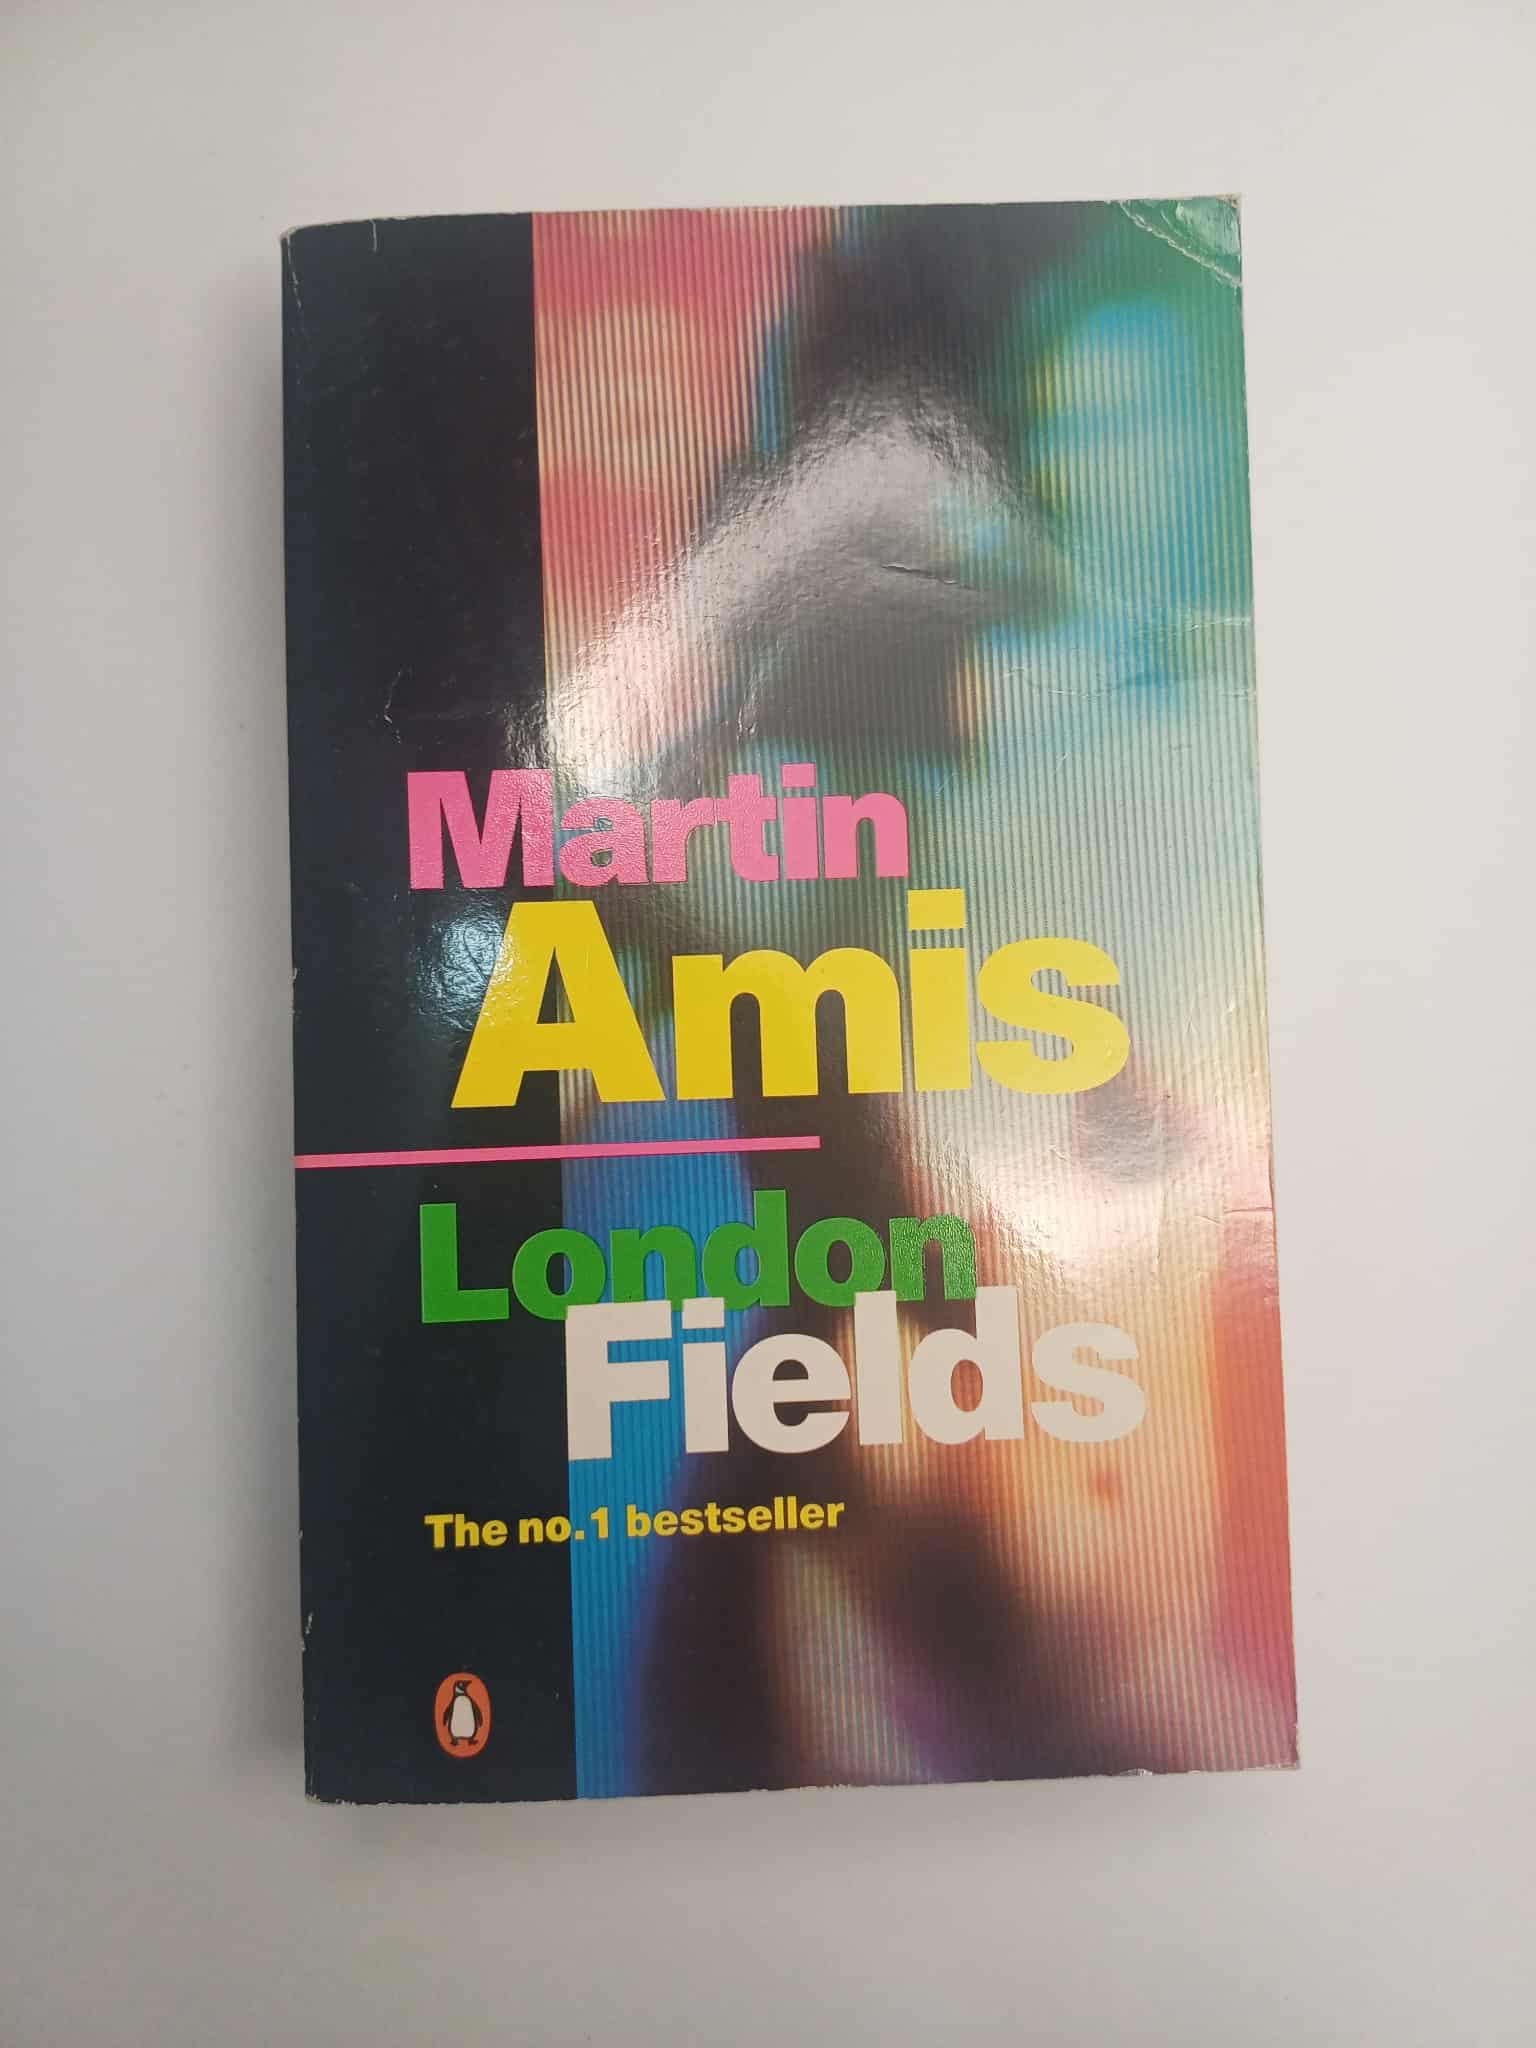 Martin
Amis
London
Fields
The no.1 bestseller